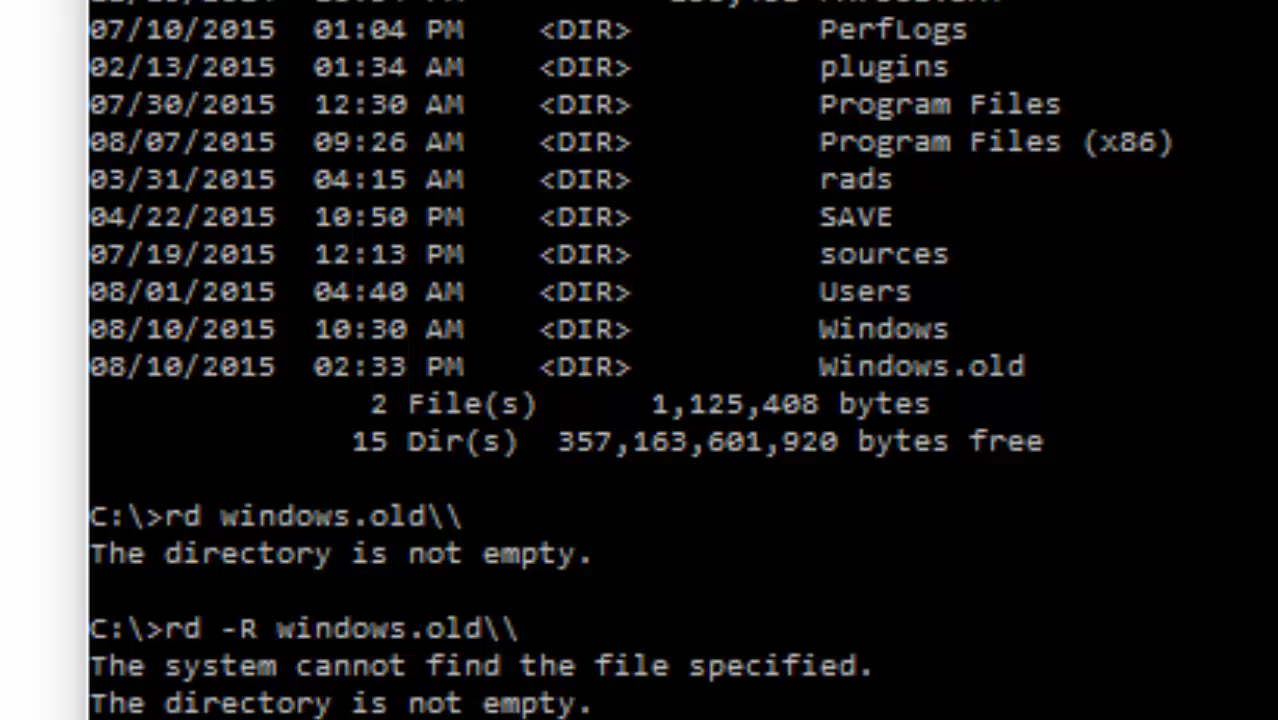 07/10/2015  01:04 PM    <DIR>          PerfLogs
02/13/2015  01:34 AM    <DIR>          plugins
07/30/2015  12:30 AM    <DIR>          Program Files
08/07/2015  09:26 AM    <DIR>          Program Files (x86)
03/31/2015  04:15 AM    <DIR>          rads
04/22/2015  10:50 PM    <DIR>          SAVE
07/19/2015  12:13 PM    <DIR>          sources
08/01/2015  04:40 AM    <DIR>          Users
08/10/2015  10:30 AM    <DIR>          Windows
08/10/2015  02:33 PM    <DIR>          Windows.old
2 File(s)      1,125,408 bytes
15 Dir(s)  357,163,601,920 bytes free
C:\>rd windows.old\\
The directory is not empty.
C:\>rd -R windows.old\\
The system cannot find the file specified.
The directory is not empty.